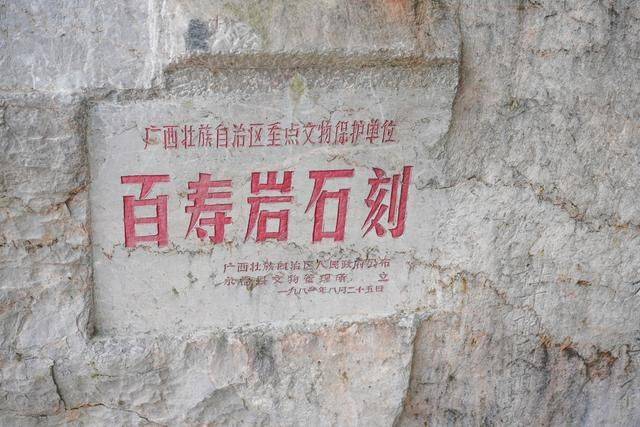 广西壮族自治区重点文物保护单位
百寿岩石刻
广西壮族自治区人民政府公布
永福县文物管理所 立
一九八 年八月二十五日